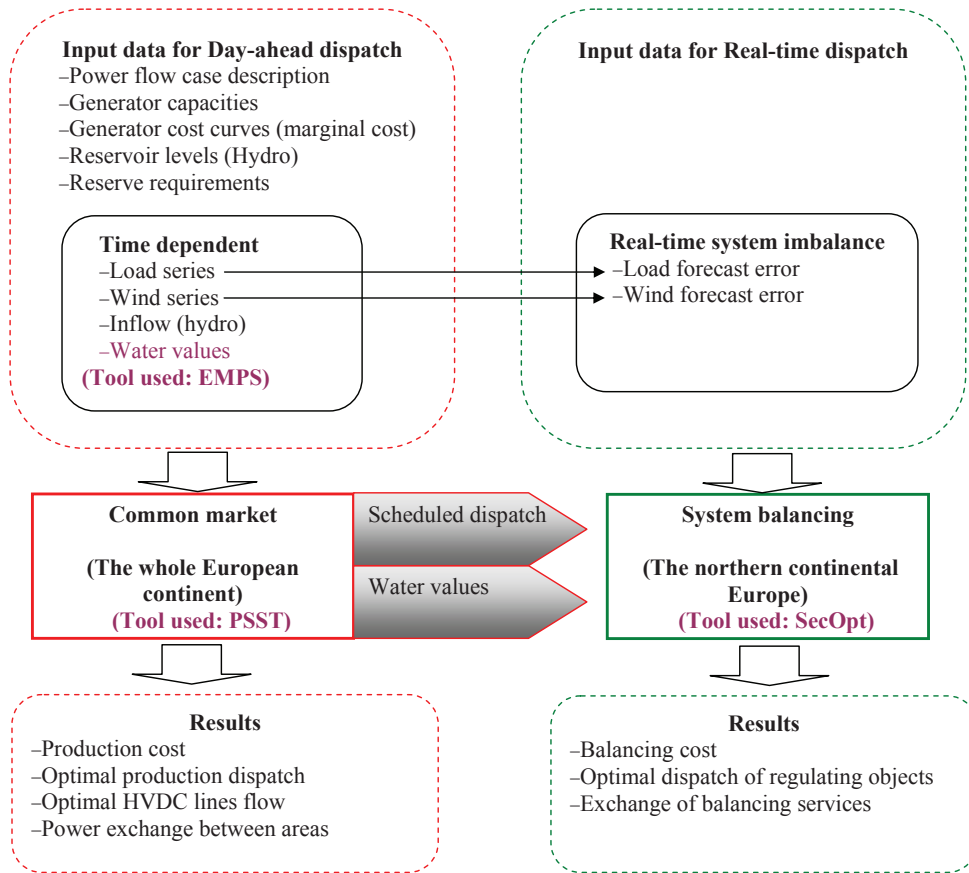 Input data for Day-ahead dispatch
–Power flow case description
–Generator capacities
–Generator cost curves (marginal cost)
–Reservoir levels (Hydro)
–Reserve requirements
Time dependent
–Load series
–Wind series
–Inflow (hydro)
–Water values
(Tool used: EMPS)
Input data for Real-time dispatch
Real-time system imbalance
–Load forecast error
–Wind forecast error
Common market
(The whole European
continent)
(Tool used: PSST)
Scheduled dispatch
Water values
System balancing
(The northern continental
Europe)
(Tool used: SecOpt)
Results
–Production cost
–Optimal production dispatch
–Optimal HVDC lines flow
–Power exchange between areas
Results
–Balancing cost
–Optimal dispatch of regulating objects
–Exchange of balancing services